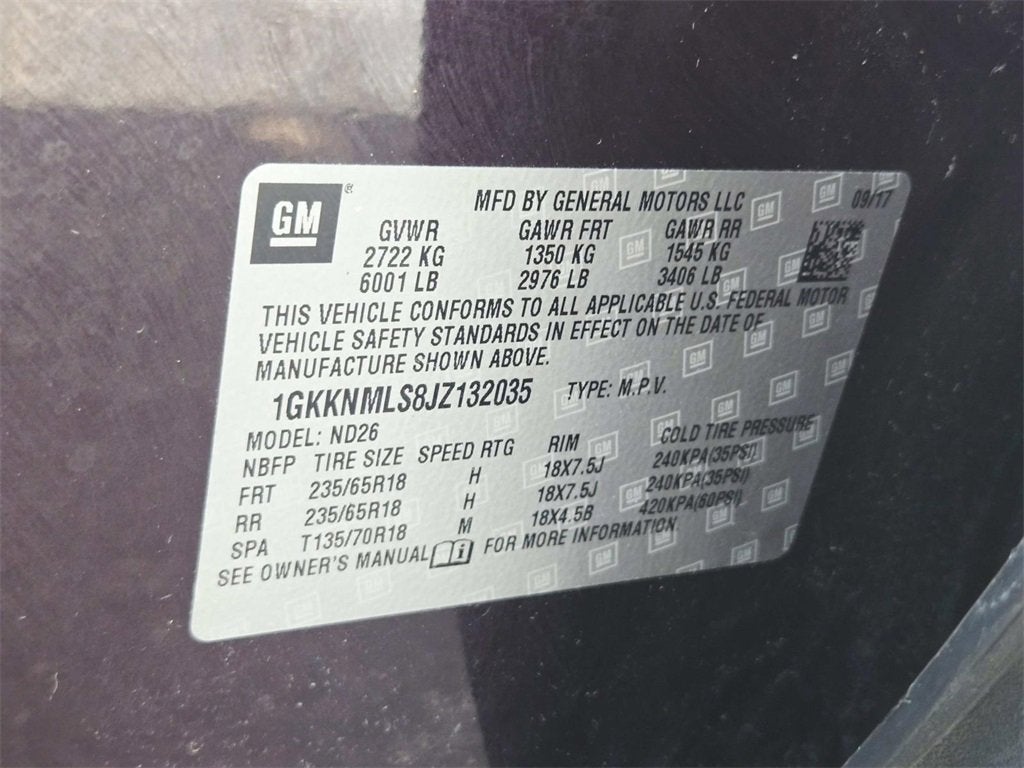 GM ®
MFD BY GENERAL MOTORS LLC 09/17
GVWR GAWR FRT GAWR RR
2722 KG 1350 KG 1545 KG
6001 LB 2976 LB 3406 LB
THIS VEHICLE CONFORMS TO ALL APPLICABLE U.S. FEDERAL MOTOR
VEHICLE SAFETY STANDARDS IN EFFECT ON THE DATE OF
MANUFACTURE SHOWN ABOVE.
1GKKNMLS8JZ132035 TYPE: M.P.V.
MODEL: ND26
NBFP TIRE SIZE SPEED RTG RIM COLD TIRE PRESSURE
FRT 235/65R18 H 18X7.5J 240KPA(35PSI)
RR 235/65R18 H 18X7.5J 240KPA(35PSI)
SPA T135/70R18 M 18X4.5B 420KPA(60PSI)
SEE OWNER'S MANUAL FOR MORE INFORMATION